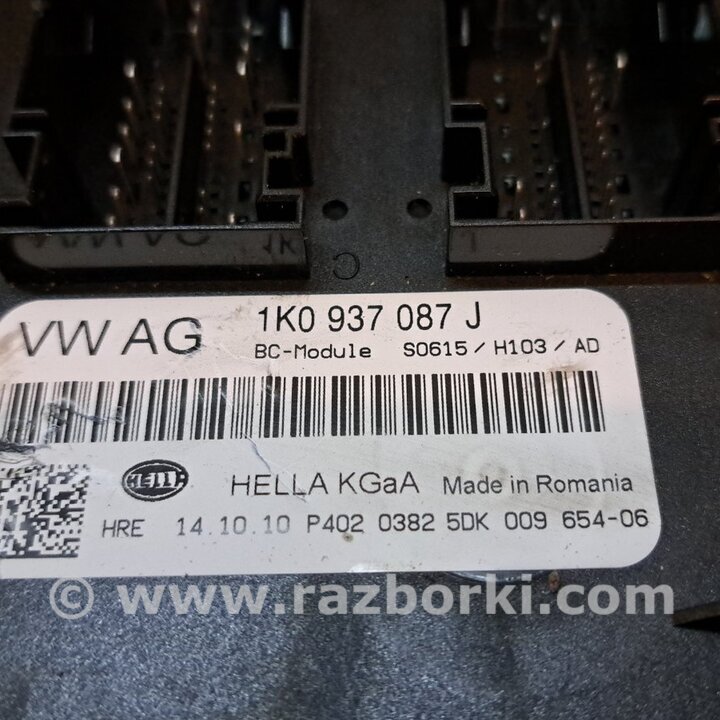 VW AG
1K0 937 087 J
BC-Module S0615 / H103 / AD
HELLA
HELLA KGaA Made in Romania
HRE 14.10.10 P402 0382 5DK 009 654-06
© www.razborki.com